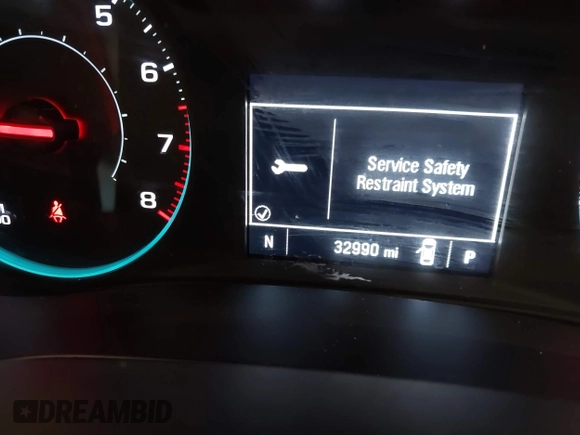 5
6
7
8
Service Safety
Restraint System
N 32990 mi P
DREAMBID